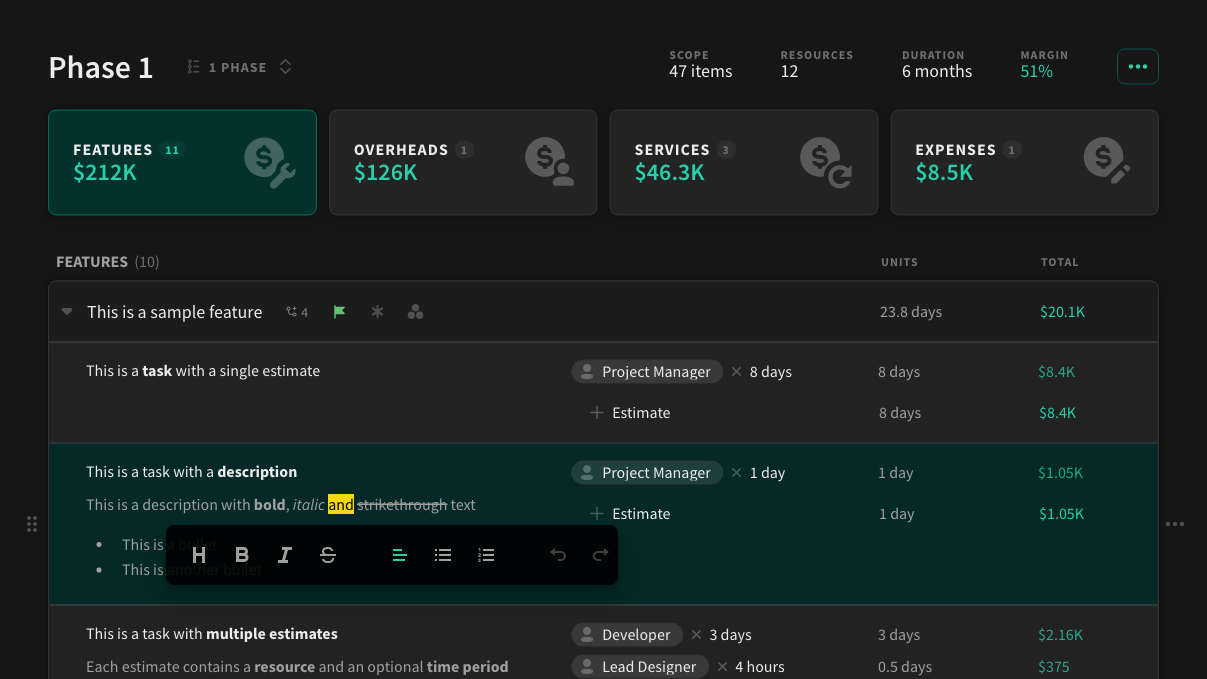 Phase 1
1 PHASE
SCOPE
47 items
RESOURCES
12
DURATION
6 months
MARGIN
51%
FEATURES 11
$212K
OVERHEADS 1
$126K
SERVICES 3
$46.3K
EXPENSES 1
$8.5K
FEATURES (10) UNITS TOTAL
This is a sample feature 4 23.8 days $20.1K
This is a task with a single estimate Project Manager × 8 days 8 days $8.4K
+ Estimate 8 days $8.4K
This is a task with a description Project Manager × 1 day 1 day $1.05K
This is a description with bold, italic and strikethrough text
+ Estimate 1 day $1.05K
• This is a bullet
• This is another bullet
H B I S
This is a task with multiple estimates Developer × 3 days 3 days $2.16K
Each estimate contains a resource and an optional time period Lead Designer × 4 hours 0.5 days $375